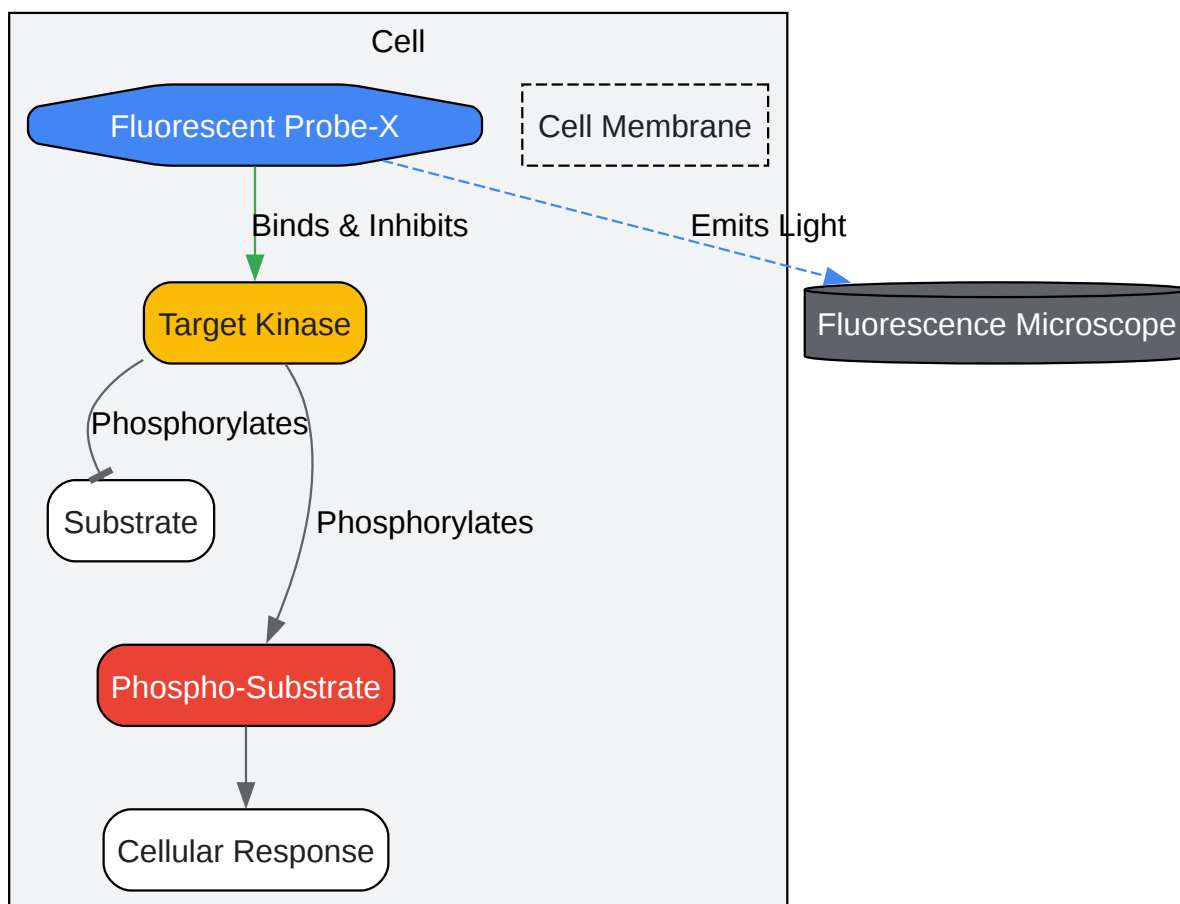 Cell
Fluorescent Probe-X
Cell Membrane
Binds & Inhibits
Emits Light
Target Kinase
Fluorescence Microscope
Phosphorylates
Substrate
Phosphorylates
Phospho-Substrate
Cellular Response